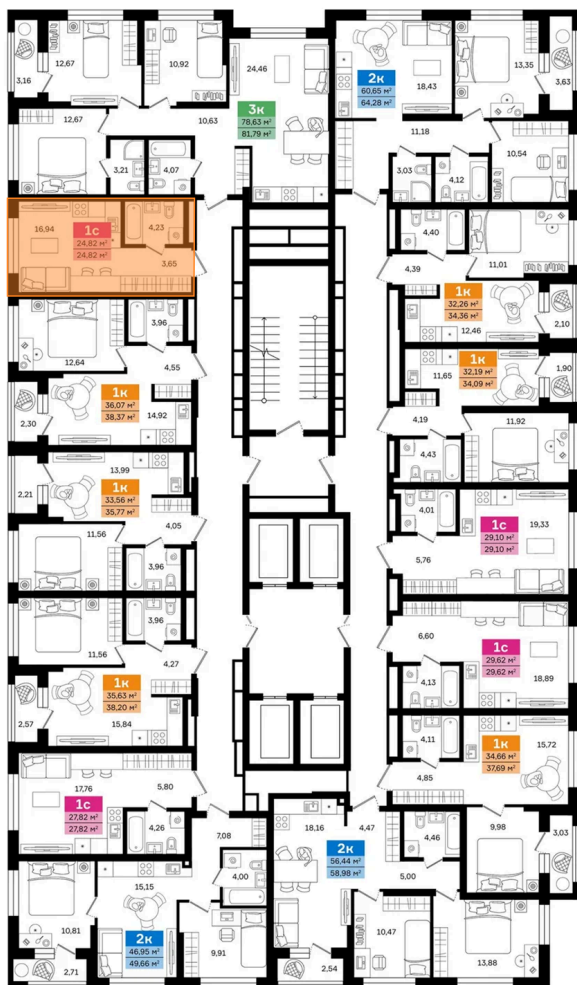 3,16
12,67
10,92
24,46
3к
78,63 м²
81,79 м²
12,67
10,63
3,21
4,07
2к
60,65 м²
64,28 м²
18,43
13,35
3,63
11,18
3,03
4,12
10,54
16,94
1с
24,82 м²
24,82 м²
4,23
3,65
4,40
4,39
11,01
1к
32,26 м²
34,36 м²
12,46
2,10
12,64
3,96
4,55
1к
36,07 м²
38,37 м²
14,92
2,30
11,65
1к
32,19 м²
34,09 м²
1,90
4,19
4,43
11,92
2,21
13,99
1к
33,56 м²
35,77 м²
4,05
11,56
3,96
4,01
19,33
1с
29,10 м²
29,10 м²
5,76
11,56
3,96
4,27
1к
35,63 м²
38,20 м²
15,84
2,57
6,60
1с
29,62 м²
29,62 м²
18,89
4,13
4,11
15,72
1к
34,66 м²
37,69 м²
4,85
17,76
5,80
1с
27,82 м²
27,82 м²
4,26
7,08
4,00
15,15
10,81
2к
46,95 м²
49,66 м²
2,71
9,91
18,16
4,47
2к
56,44 м²
58,98 м²
4,46
5,00
9,98
3,03
2,54
10,47
13,88